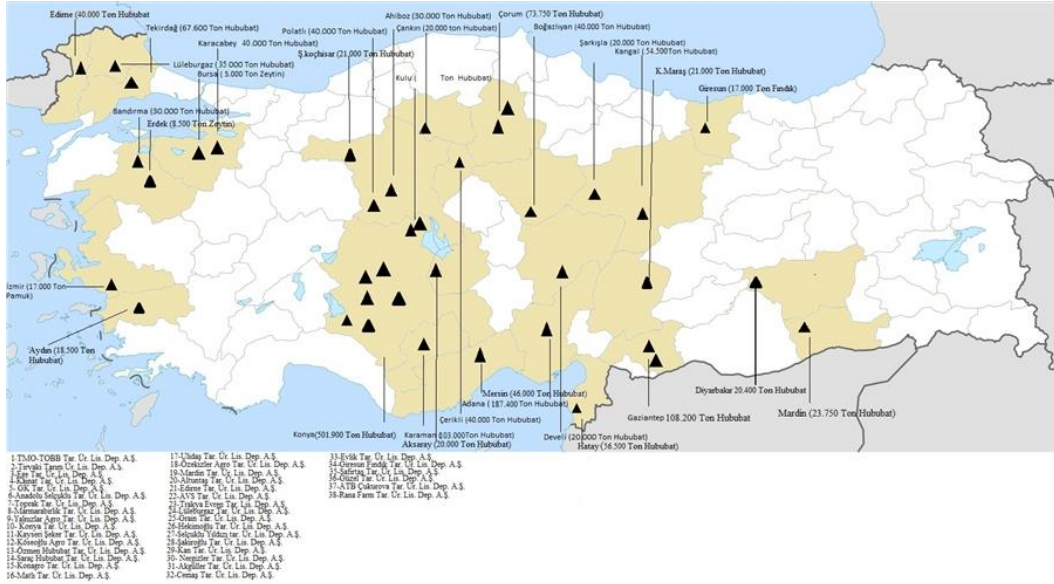 Edirne (40.000 Ton Hububat
Tekirdağ (67.600 Ton Hububat)
Karacabey 40.000 Ton Hububat)
Lüleburgaz (35.000 Ton Hububat)
Bursa (5.000 Ton Zeytin)
Bandırma (30.000 Ton Hububat)
Erdek (8.500 Ton Zeytin)
Polatlı (40.000 Ton Hububat)
Ahiboz (30.000 Ton Hububat)
Çankırı (20.000 ton Hububat)
Ş.koçhisar (21.000 Ton Hububat)
Kulu ( Ton Hububat)
Çorum (73.750 Ton Hububat)
Boğazlıyan (40.000 Ton Hububat)
Şarkışla (20.000 Ton Hububat)
Kangal (54.500Ton Hububat)
K.Maraş (21.000 Ton Hububat)
Giresun (17.000 Ton Fındık)
İzmir (17.000 Ton
Pamuk)
Aydın (18.500 Ton
Hububat)
Konya(501.900 Ton Hububat)
Karaman (103.000Ton Hububat)
Aksaray (20.000 Ton Hububat)
Çerikli (40.000 Ton Hububat)
Adana (187.400 Ton Hububat)
Mersin (46.000 Ton Hububat)
Develi (20.000 Ton Hububat)
Hatay (56.500 Ton Hububat)
Gaziantep 108.200 Ton Hububat
Diyarbakır 20.400 Ton Hububat
Mardin (23.750 Ton Hububat)
1-TMO-TOBB Tar. Ür. Lis. Dep. A.Ş.
2-Tiryaki Tarım Ür. Lis. Dep. A.Ş.
3-Ege Tar. Ür. Lis. Dep. A.Ş.
4-Khınat Tar. Ür. Lis. Dep. A.Ş.
5- GK Tar. Ür. Lis. Dep. A.Ş.
6-Anadolu Selçuklu Tar. Ür. Lis. Dep. A.Ş.
7-Toprak Tar. Ür. Lis. Dep. A.Ş.
8-Marmarabirlik Tar. Ür. Lis. Dep. A.Ş.
9-Yalnızlar Agro Tar. Ür. Lis. Dep. A.Ş.
10- Konya Tar. Ür. Lis. Dep. A.Ş.
11-Kayseri Şeker Tar. Ür. Lis. Dep. A.Ş.
12-Köseoğlu Agro Tar. Ür. Lis. Dep. A.Ş.
13-Özmen Hububat Tar. Ür. Lis. Dep. A.Ş.
14-Saraç Hububat Tar. Ür. Lis. Dep. A.Ş.
15-Konagro Tar. Ür. Lis. Dep. A.Ş.
16-Matlı Tar. Ür. Lis. Dep. A.Ş.
17-Ulidaş Tar. Ür. Lis. Dep. A.Ş.
18-Özekizler Agro Tar. Ür. Lis. Dep. A.Ş.
19-Mardin Tar. Ür. Lis. Dep. A.Ş.
20-Altuntaş Tar. Ür. Lis. Dep. A.Ş.
21-Edirne Tar. Ür. Lis. Dep. A.Ş.
22-AVS Tar. Ür. Lis. Dep. A.Ş.
23-Trakya Evren Tar. Ür. Lis. Dep. A.Ş.
24-Lüleburgaz Tar. Ür. Lis. Dep. A.Ş.
25-Grain Tar. Ür. Lis. Dep. A.Ş.
26-Hekimoğlu Tar. Ür. Lis. Dep. A.Ş.
27-Selçuklu Yıldızı tar. Ür. lis. Dep. A.Ş.
28-Şakiroğlu Tar. Ür. Lis. Dep. A.Ş.
29-Kan Tar. Ür. Lis. Dep. A.Ş.
30- Nergizler Tar. Ür. Lis. Dep. A.Ş.
31-Akgüller Tar. Ür. Lis. Dep. A.Ş.
32-Cemaş Tar. Ür. Lis. Dep. A.Ş.
33-Evlik Tar. Ür. Lis. Dep. A.Ş.
34-Giresun Fındık Tar. Ür. Lis. Dep. A.Ş.
35-Safirtaş Tar. Ür. Lis. Dep. A.Ş.
36-Güzel Tar. Ür. Lis. Dep. A.Ş.
37-ATB Çukurova Tar. Ür. Lis. Dep. A.Ş.
38-Rana Farm Tar. Ür. Lis. Dep. A.Ş.